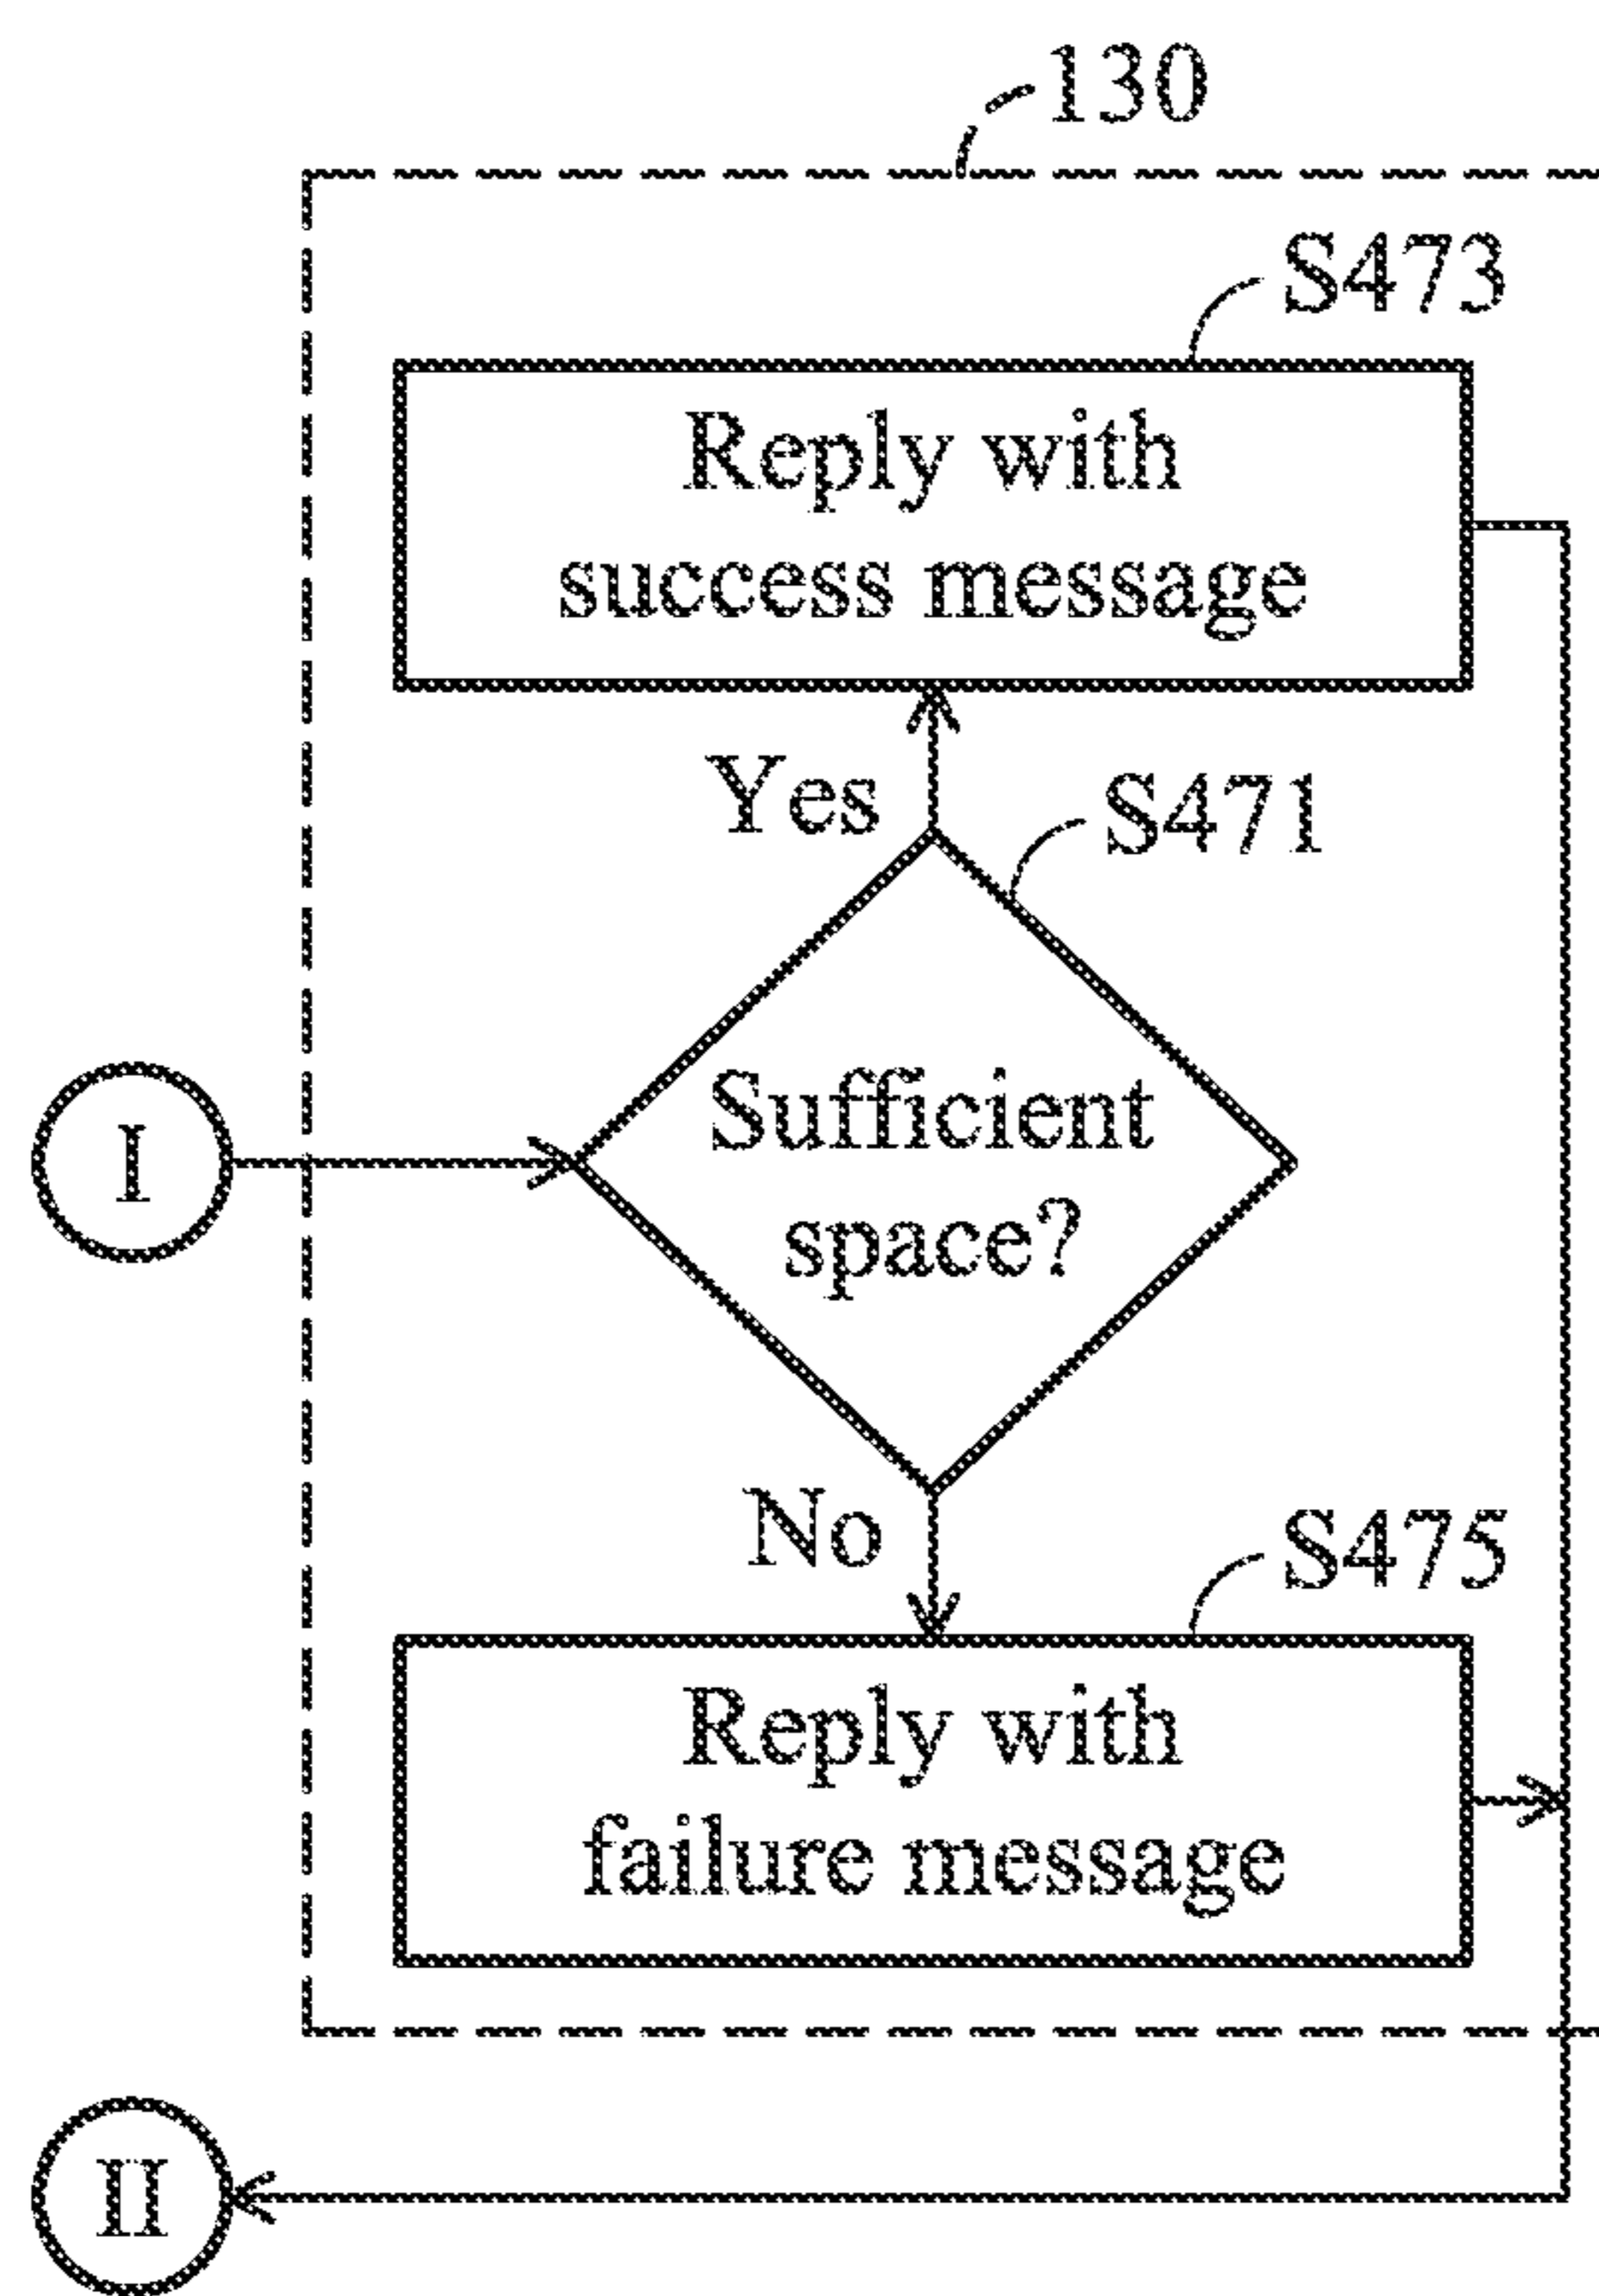 130
S473
Reply with
success message
Yes
S471
I
Sufficient
space?
No
S475
Reply with
failure message
II